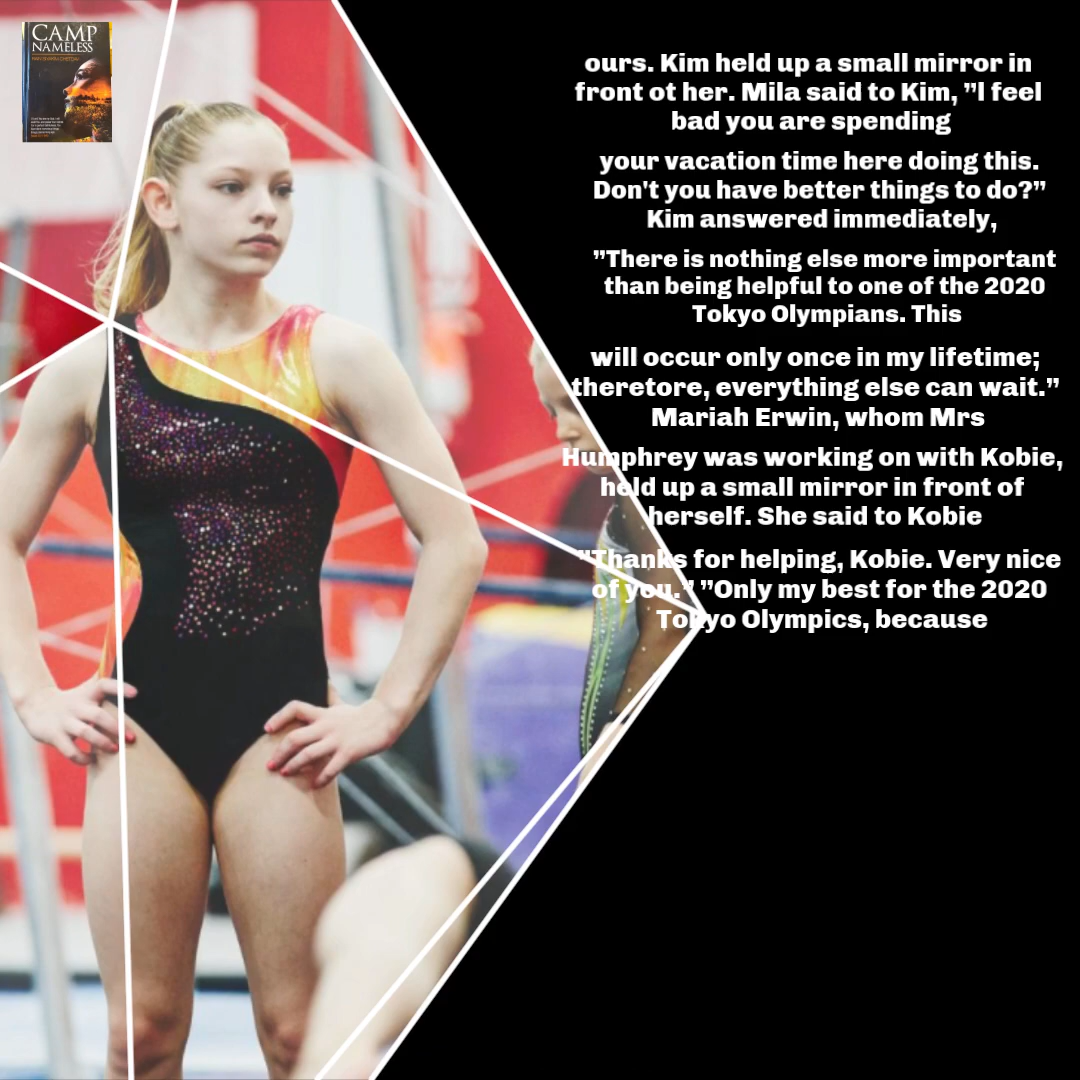 CAMP
NAMELESS
ours. Kim held up a small mirror in
front ot her. Mila said to Kim, ”l feel
bad you are spending
your vacation time here doing this.
Don't you have better things to do?”
Kim answered immediately,
”There is nothing else more important
than being helpful to one of the 2020
Tokyo Olympians. This
will occur only once in my lifetime;
theretore, everything else can wait.”
Mariah Erwin, whom Mrs
Humphrey was working on with Kobie,
held up a small mirror in front of
herself. She said to Kobie
"Thanks for helping, Kobie. Very nice
of you.” ”Only my best for the 2020
Tokyo Olympics, because